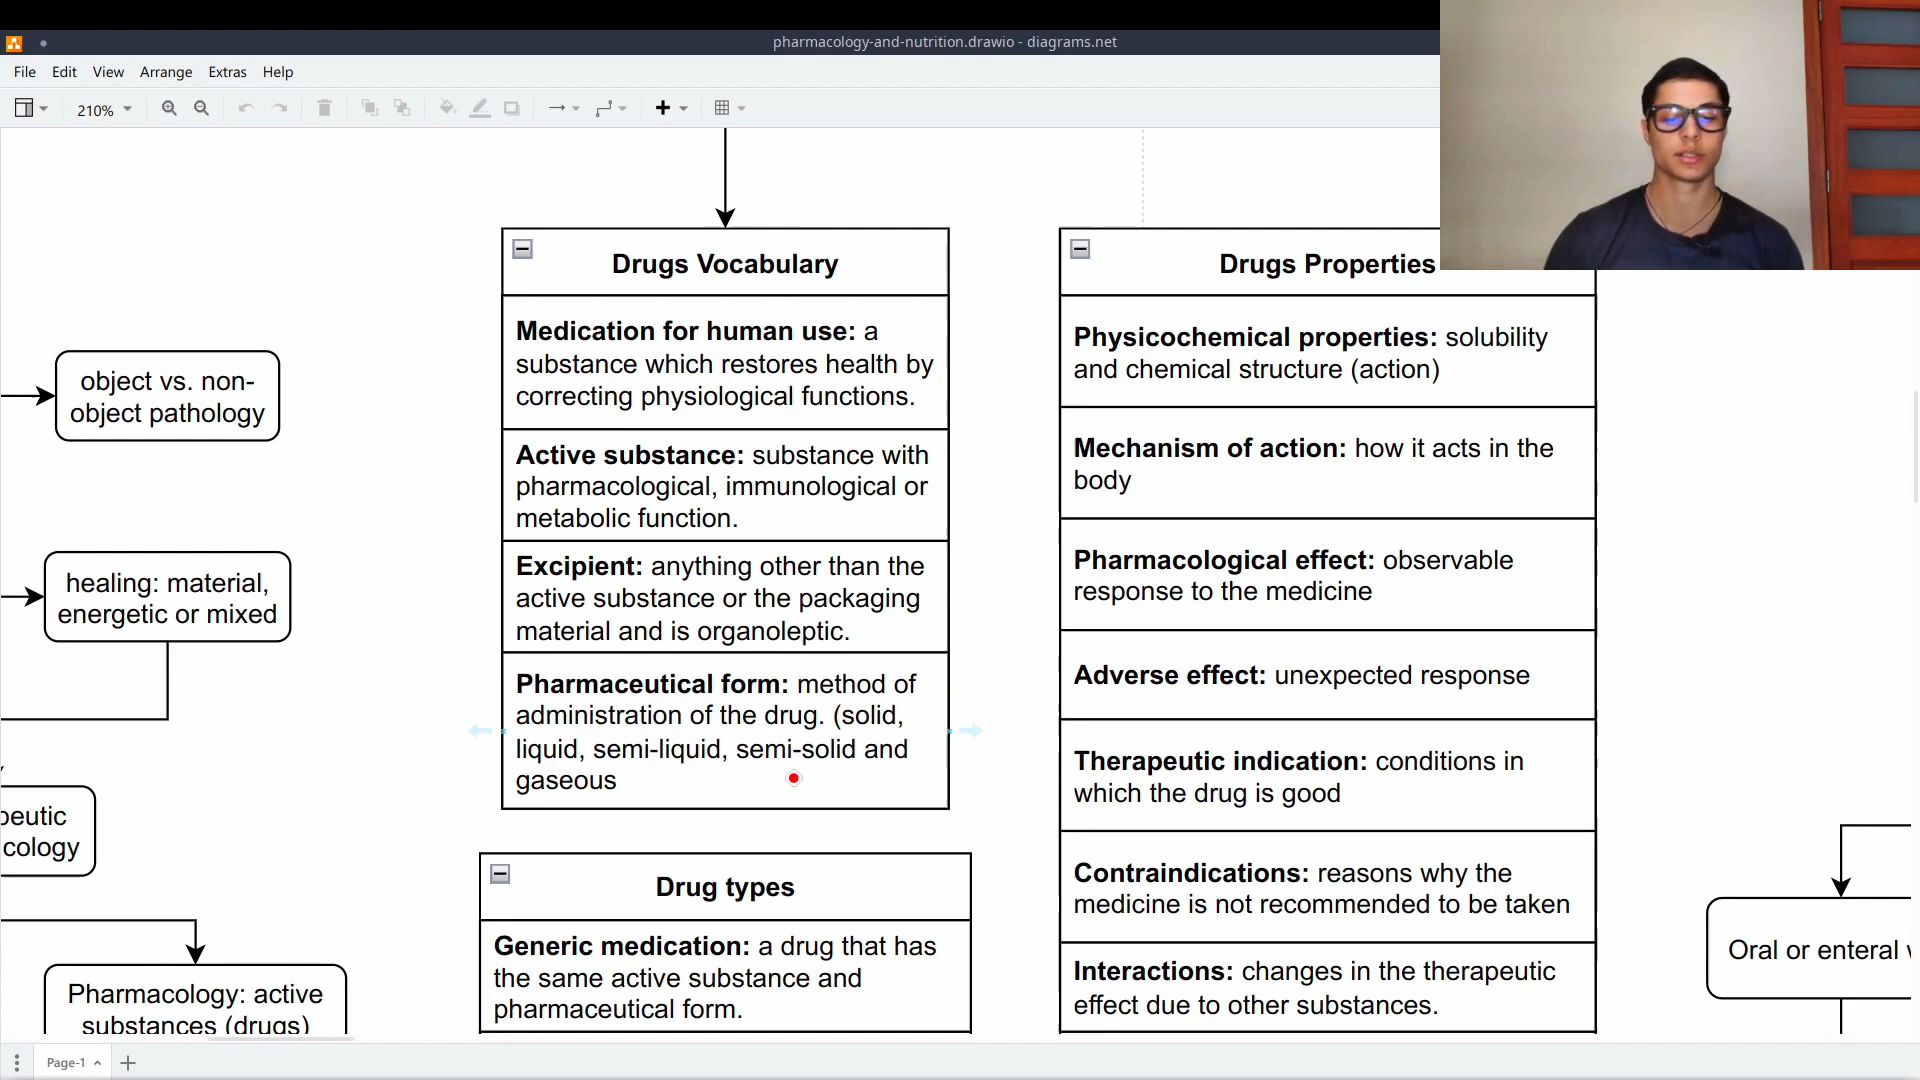 pharmacology-and-nutrition.drawio - diagrams.net
File Edit View Arrange Extras Help
210%
object vs. non-
object pathology
healing: material,
energetic or mixed
peutic
cology
Pharmacology: active
substances (drugs)
Drugs Vocabulary
Medication for human use: a
substance which restores health by
correcting physiological functions.
Active substance: substance with
pharmacological, immunological or
metabolic function.
Excipient: anything other than the
active substance or the packaging
material and is organoleptic.
Pharmaceutical form: method of
administration of the drug. (solid,
liquid, semi-liquid, semi-solid and
gaseous
Drug types
Generic medication: a drug that has
the same active substance and
pharmaceutical form.
Drugs Properties
Physicochemical properties: solubility
and chemical structure (action)
Mechanism of action: how it acts in the
body
Pharmacological effect: observable
response to the medicine
Adverse effect: unexpected response
Therapeutic indication: conditions in
which the drug is good
Contraindications: reasons why the
medicine is not recommended to be taken
Interactions: changes in the therapeutic
effect due to other substances.
Oral or enteral
Page-1